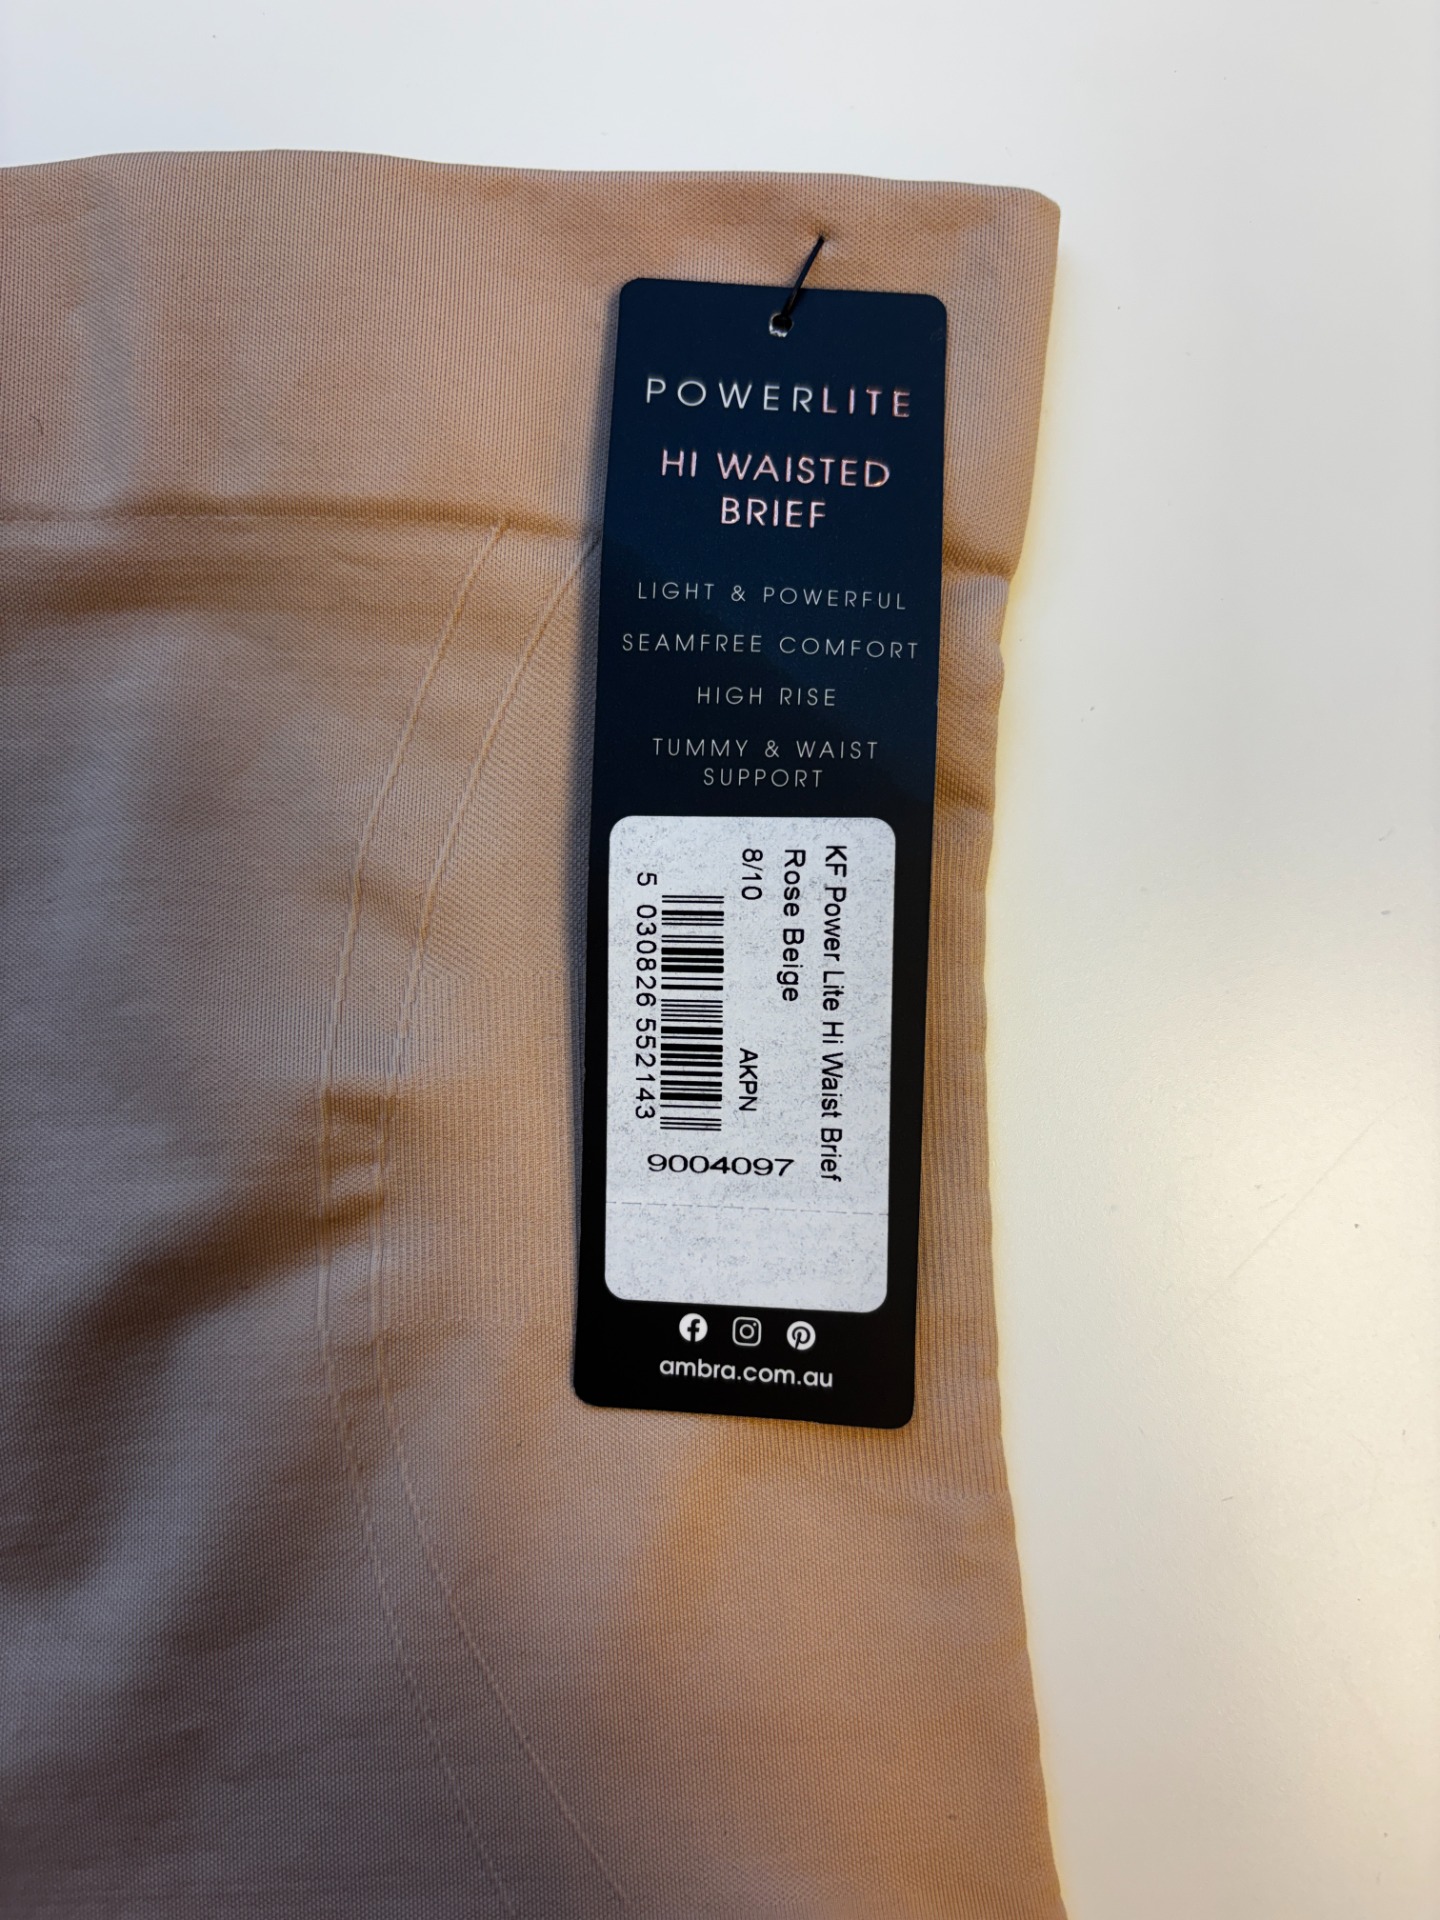 POWERLITE
HI WAISTED
BRIEF
LIGHT & POWERFUL
SEAMFREE COMFORT
HIGH RISE
TUMMY & WAIST
SUPPORT
KF Power Lite Hi Waist Brief
Rose Beige
8/10 AKPN
5 030826 552143
9004097
ambra.com.au